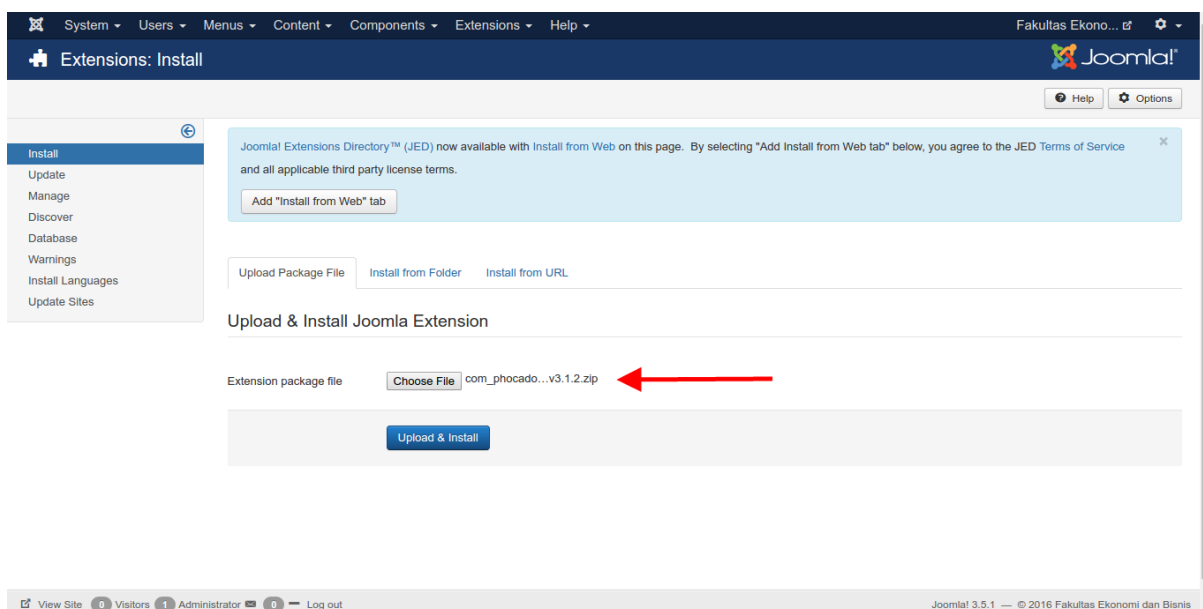 System Users Menus Content Components Extensions Help Fakultas Ekono...
Extensions: Install Joomla!
Help Options
Joomla! Extensions Directory™ (JED) now available with Install from Web on this page. By selecting "Add Install from Web tab" below, you agree to the JED Terms of Service
and all applicable third party license terms.
Add "Install from Web" tab
Install
Update
Manage
Discover
Database
Warnings
Install Languages
Update Sites
Upload Package File Install from Folder Install from URL
Upload & Install Joomla Extension
Extension package file Choose File com_phocado...v3.1.2.zip
Upload & Install
View Site 0 Visitors 1 Administrator 0 Log out Joomla! 3.5.1 — © 2016 Fakultas Ekonomi dan Bisnis